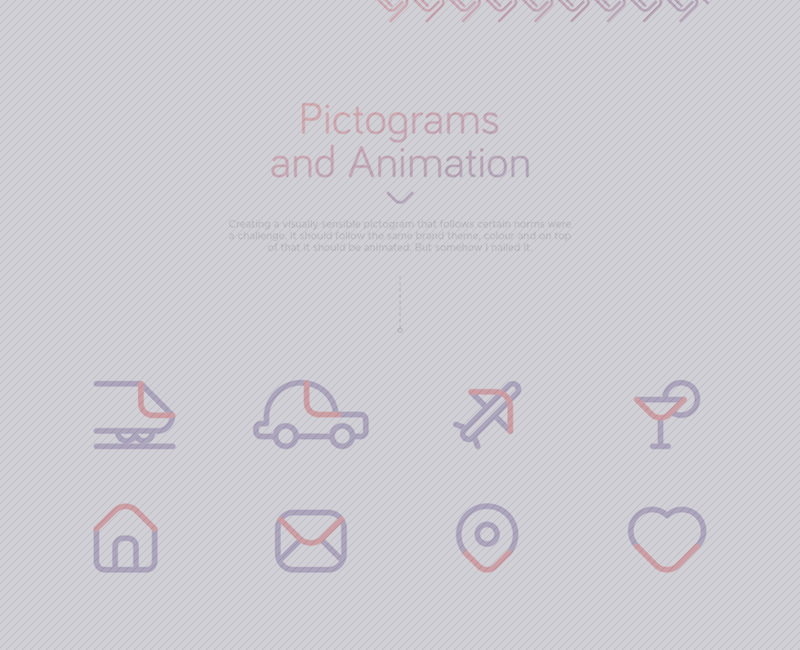 Pictograms
and Animation
Creating a visually sensible pictogram that follows certain norms were
a challenge. It should follow the same brand theme, colour and on top
of that it should be animated. But somehow I nailed it.